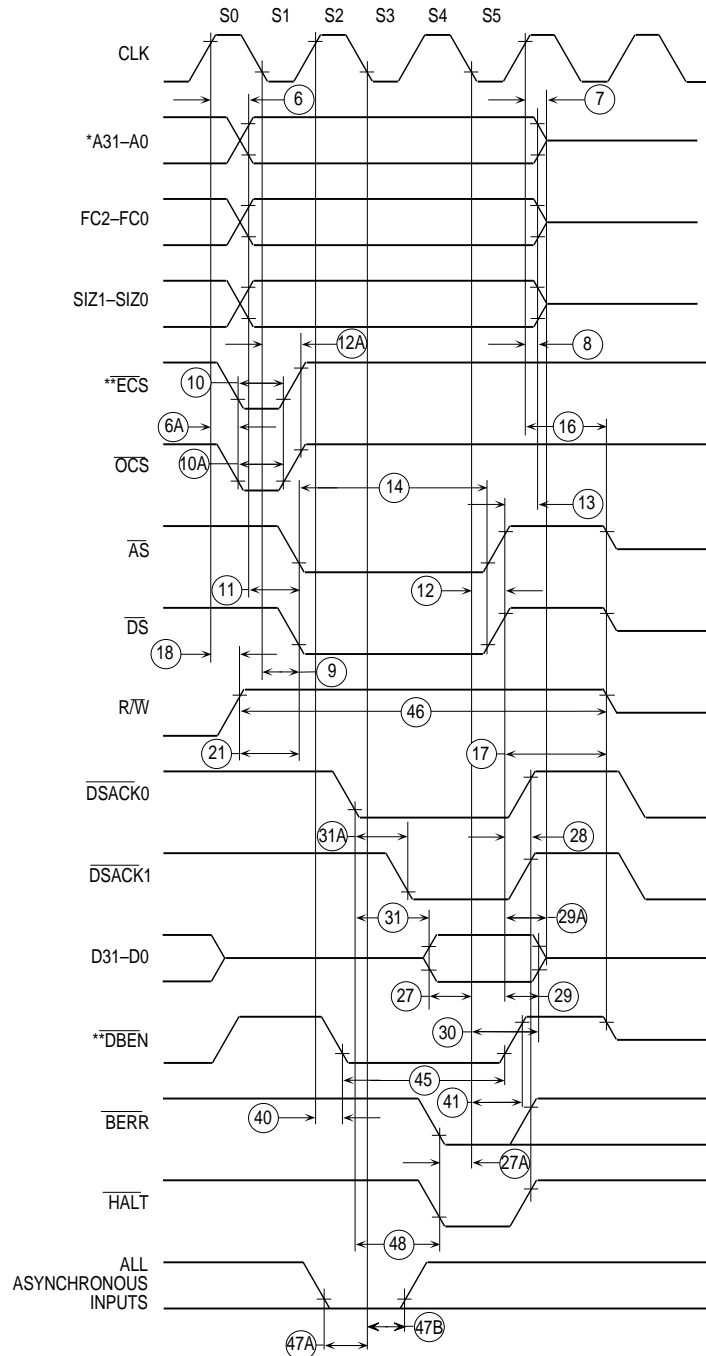 S0 S1 S2 S3 S4 S5
CLK
6
7
*A31–A0
FC2–FC0
SIZ1–SIZ0
12A
8
**ECS
10
6A
16
OCS
10A
14
13
AS
11
12
DS
18
9
R/W
46
21
17
DSACK0
31A
28
DSACK1
31
29A
D31–D0
27
29
**DBEN
30
45
41
40
BERR
27A
HALT
48
ALL
ASYNCHRONOUS
INPUTS
47A
47B